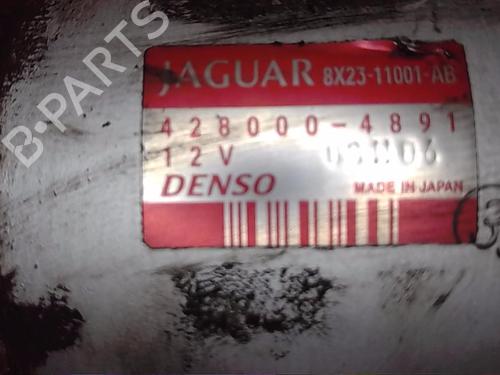 B-PARTS
JAGUAR 8X23-11001-AB
428000-4891
12V
DENSO MADE IN JAPAN